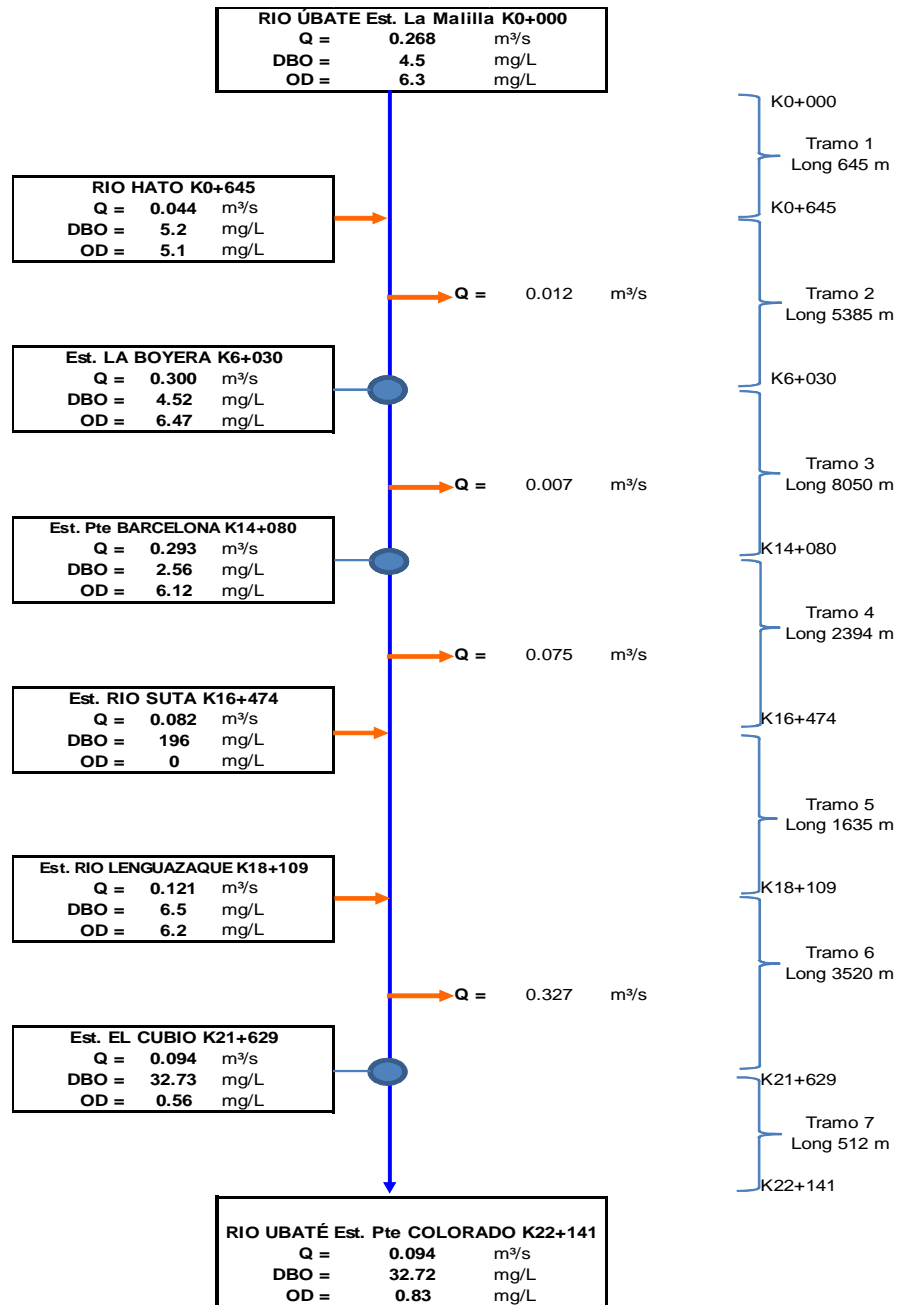 RIO ÚBATE Est. La Malilla K0+000
Q = 0.268 m³/s
DBO = 4.5 mg/L
OD = 6.3 mg/L
K0+000
Tramo 1
Long 645 m
RIO HATO K0+645
Q = 0.044 m³/s
DBO = 5.2 mg/L
OD = 5.1 mg/L
K0+645
Q = 0.012 m³/s
Tramo 2
Long 5385 m
Est. LA BOYERA K6+030
Q = 0.300 m³/s
DBO = 4.52 mg/L
OD = 6.47 mg/L
K6+030
Q = 0.007 m³/s
Tramo 3
Long 8050 m
Est. Pte BARCELONA K14+080
Q = 0.293 m³/s
DBO = 2.56 mg/L
OD = 6.12 mg/L
K14+080
Tramo 4
Long 2394 m
Q = 0.075 m³/s
Est. RIO SUTA K16+474
Q = 0.082 m³/s
DBO = 196 mg/L
OD = 0 mg/L
K16+474
Tramo 5
Long 1635 m
Est. RIO LENGUAZAQUE K18+109
Q = 0.121 m³/s
DBO = 6.5 mg/L
OD = 6.2 mg/L
K18+109
Tramo 6
Long 3520 m
Q = 0.327 m³/s
Est. EL CUBIO K21+629
Q = 0.094 m³/s
DBO = 32.73 mg/L
OD = 0.56 mg/L
K21+629
Tramo 7
Long 512 m
K22+141
RIO UBATÉ Est. Pte COLORADO K22+141
Q = 0.094 m³/s
DBO = 32.72 mg/L
OD = 0.83 mg/L